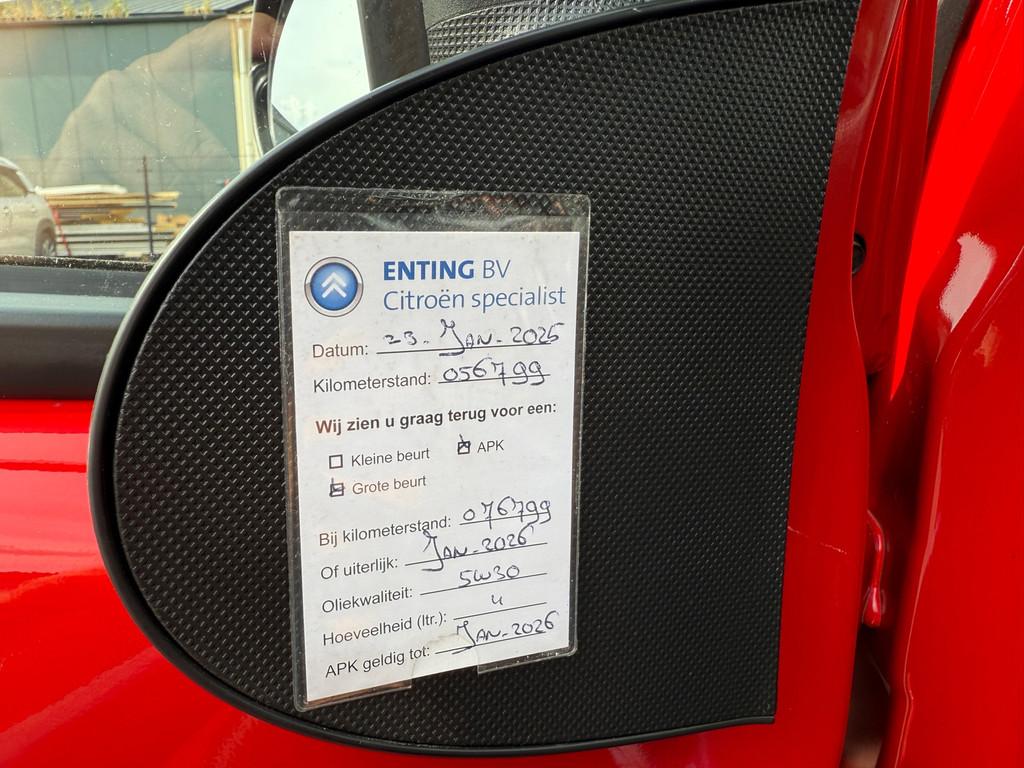 ENTING BV
Citroën specialist
Datum: 23-JAN-2025
Kilometerstand: 056799
Wij zien u graag terug voor een:
Kleine beurt APK
Grote beurt
Bij kilometerstand: 076799
Of uiterlijk: JAN-2026
Oliekwaliteit: 5W30
Hoeveelheid (ltr.): 4
APK geldig tot: JAN-2026